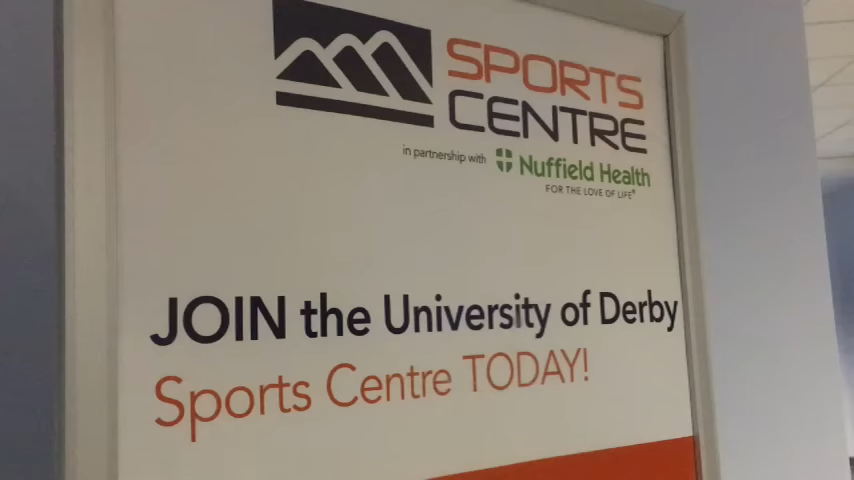 SPORTS
CENTRE
in partnership with Nuffield Health
FOR THE LOVE OF LIFE®
JOIN the University of Derby
Sports Centre TODAY!